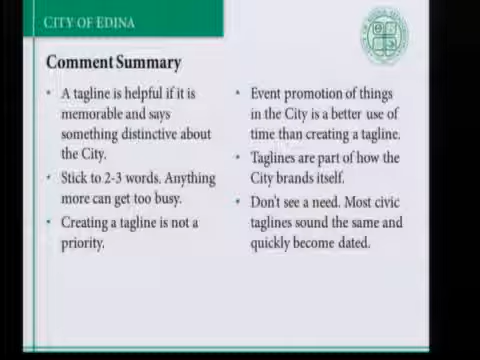 CITY OF EDINA
Comment Summary
• A tagline is helpful if it is
memorable and says
something distinctive about
the City.
• Stick to 2-3 words. Anything
more can get too busy.
• Creating a tagline is not a
priority.
• Event promotion of things
in the City is a better use of
time than creating a tagline.
• Taglines are part of how the
City brands itself.
• Don't see a need. Most civic
taglines sound the same and
quickly become dated.